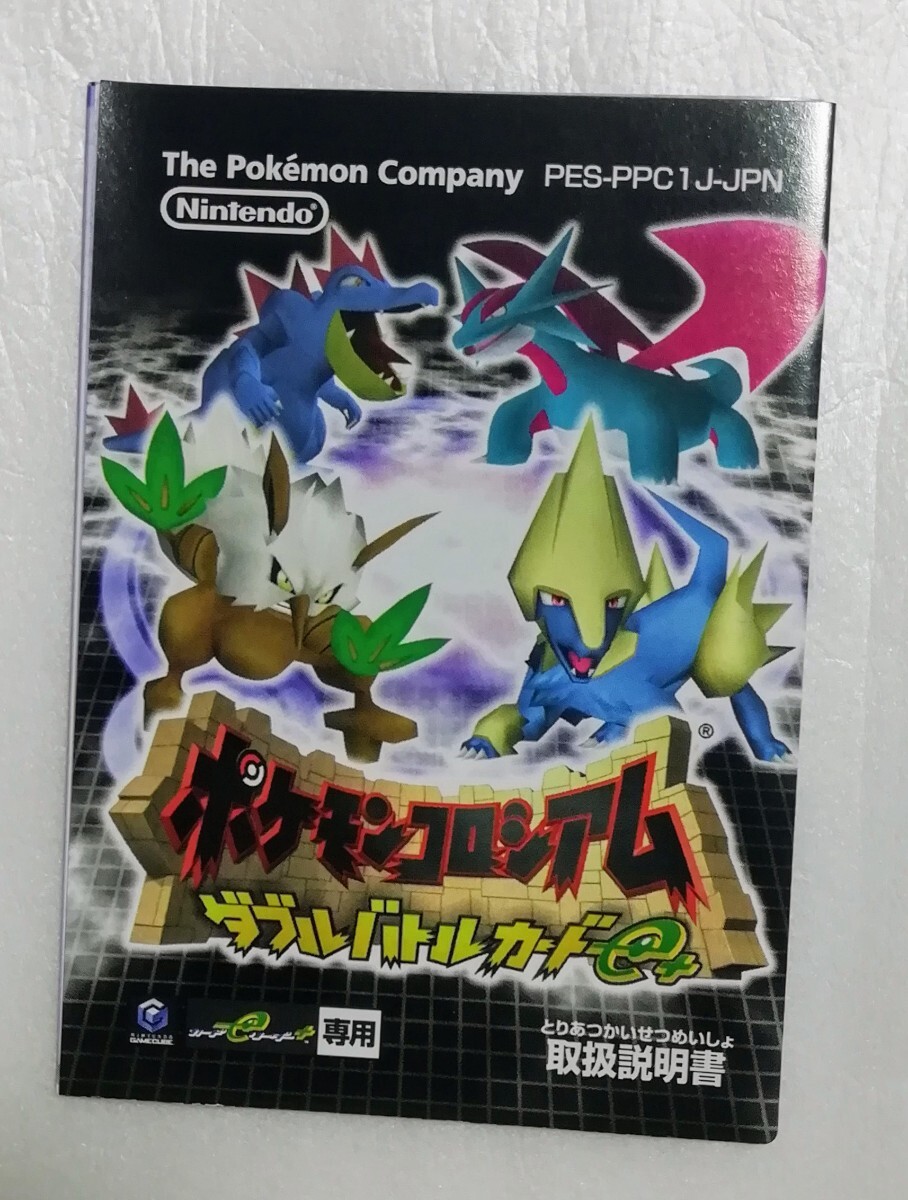 The Pokémon Company PES-PPC1J-JPN
Nintendo®
®
ポケモンコロシアム
ダブルバトルカードe+
NINTENDO
GAMECUBE
カードeリーダー+ 専用
とりあつかいせつめいしょ
取扱説明書